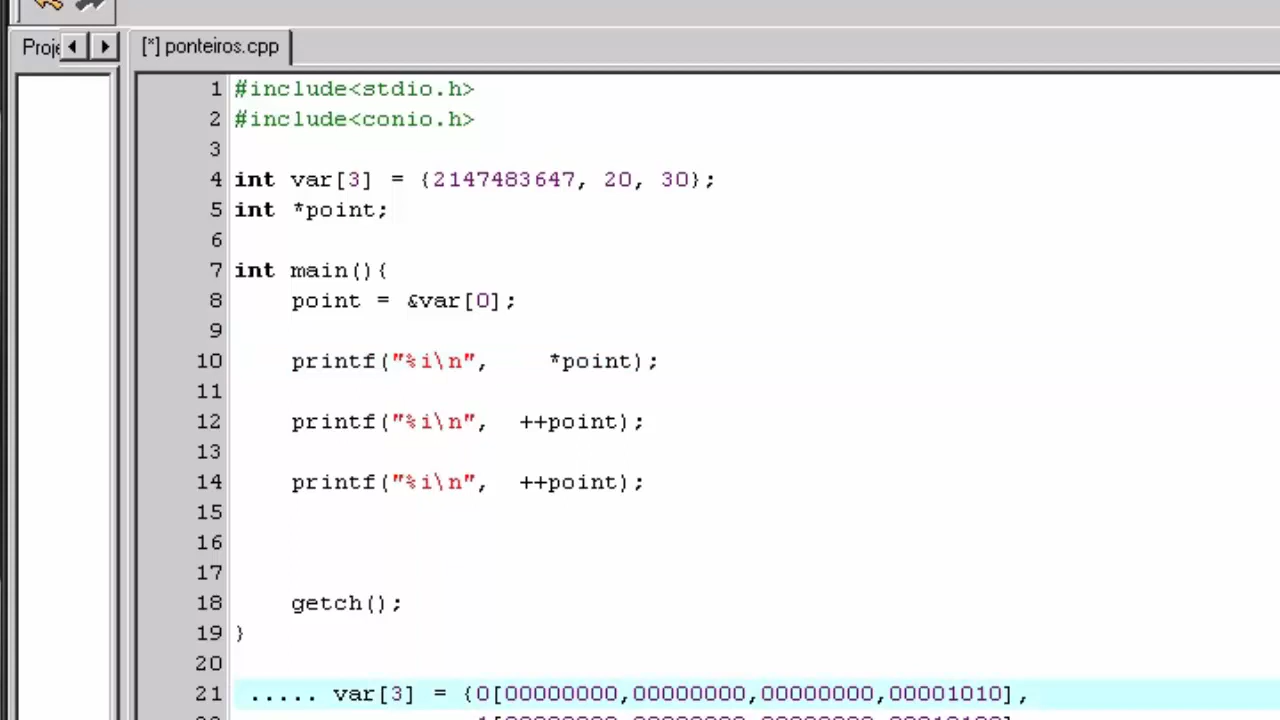 Proje
[*] ponteiros.cpp
1 #include<stdio.h>
2 #include<conio.h>
3
4 int var[3] = {2147483647, 20, 30};
5 int *point;
6
7 int main(){
8 point = &var[0];
9
10 printf("%i\n", *point);
11
12 printf("%i\n", ++point);
13
14 printf("%i\n", ++point);
15
16
17
18 getch();
19 }
20
21 ..... var[3] = {0[00000000,00000000,00000000,00001010],